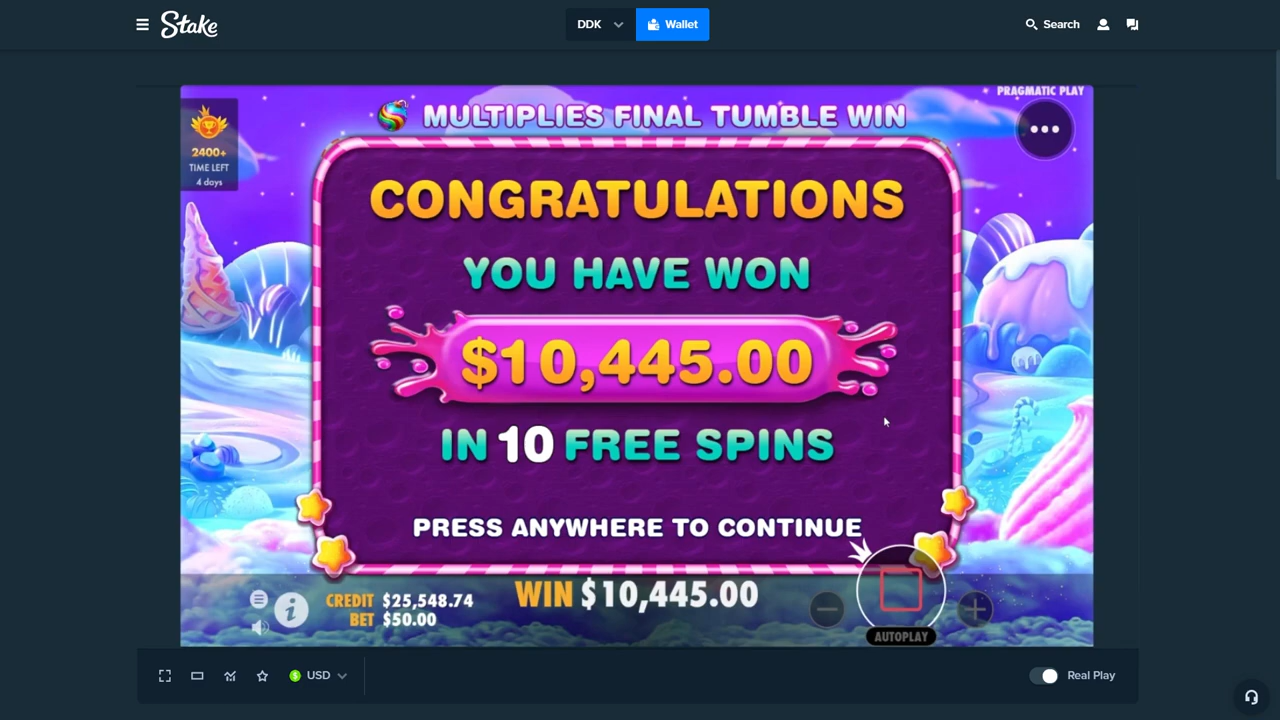 Stake
DDK
Wallet
Search
PRAGMATIC PLAY
MULTIPLIES FINAL TUMBLE WIN
2400+
TIME LEFT
4 days
CONGRATULATIONS
YOU HAVE WON
$10,445.00
IN 10 FREE SPINS
PRESS ANYWHERE TO CONTINUE
WIN $10,445.00
CREDIT $25,548.74
BET $50.00
AUTOPLAY
USD
Real Play